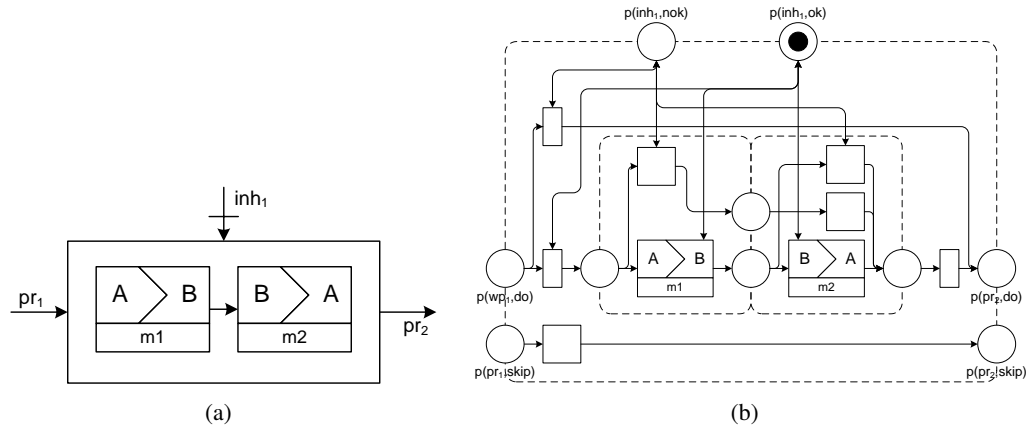 inh1
pr1
A B B A
m1 m2
pr2
(a)
p(inh1,nok) p(inh1,ok)
A B B A
m1 m2
p(wp1,do) p(pr2,do)
p(pr1!skip) p(pr2!skip)
(b)